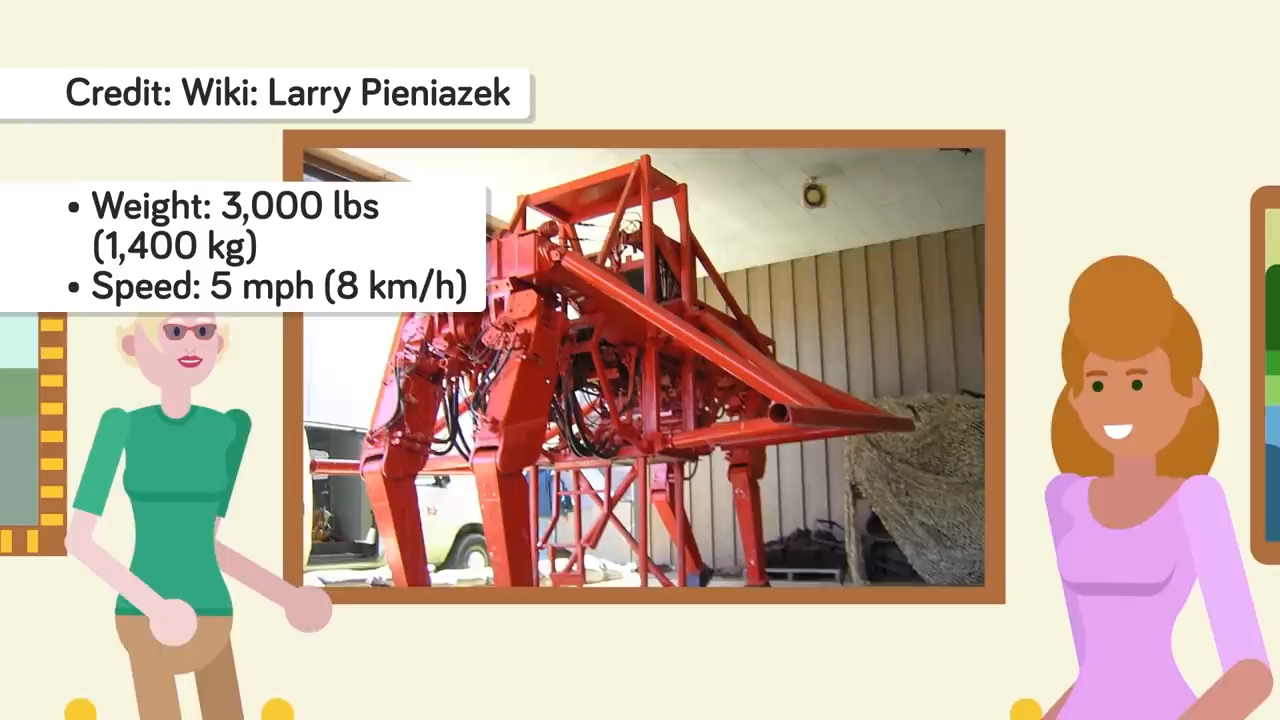 Credit: Wiki: Larry Pieniazek
• Weight: 3,000 lbs
(1,400 kg)
• Speed: 5 mph (8 km/h)